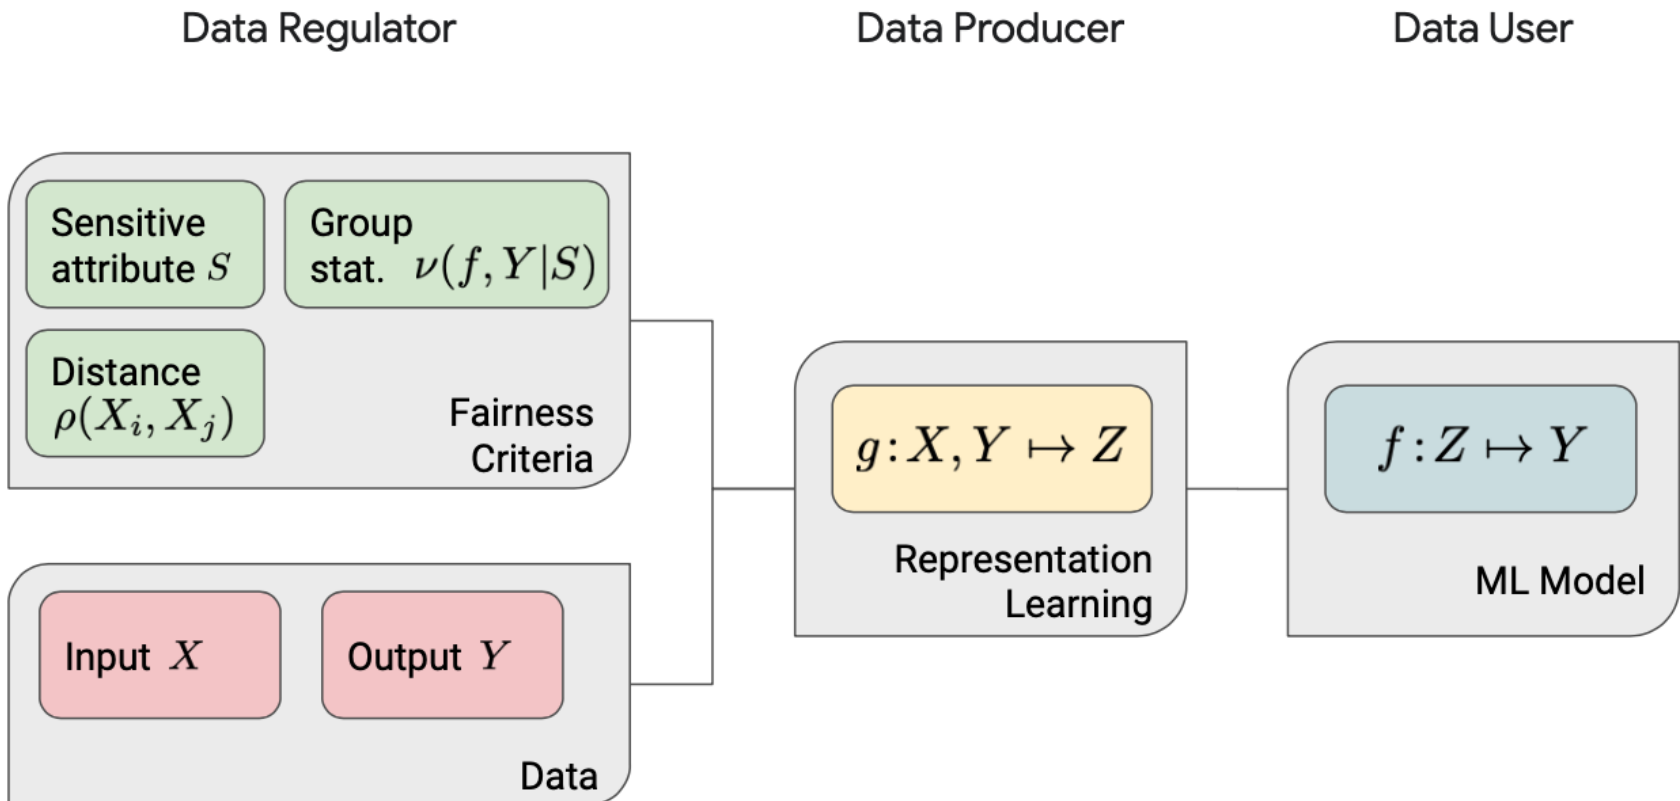 Data Regulator
Data Producer
Data User
Sensitive
attribute S
Group
stat. ν(f, Y|S)
Distance
ρ(X_i, X_j)
Fairness
Criteria
Input X
Output Y
Data
g: X, Y ↦ Z
Representation
Learning
f : Z ↦ Y
ML Model